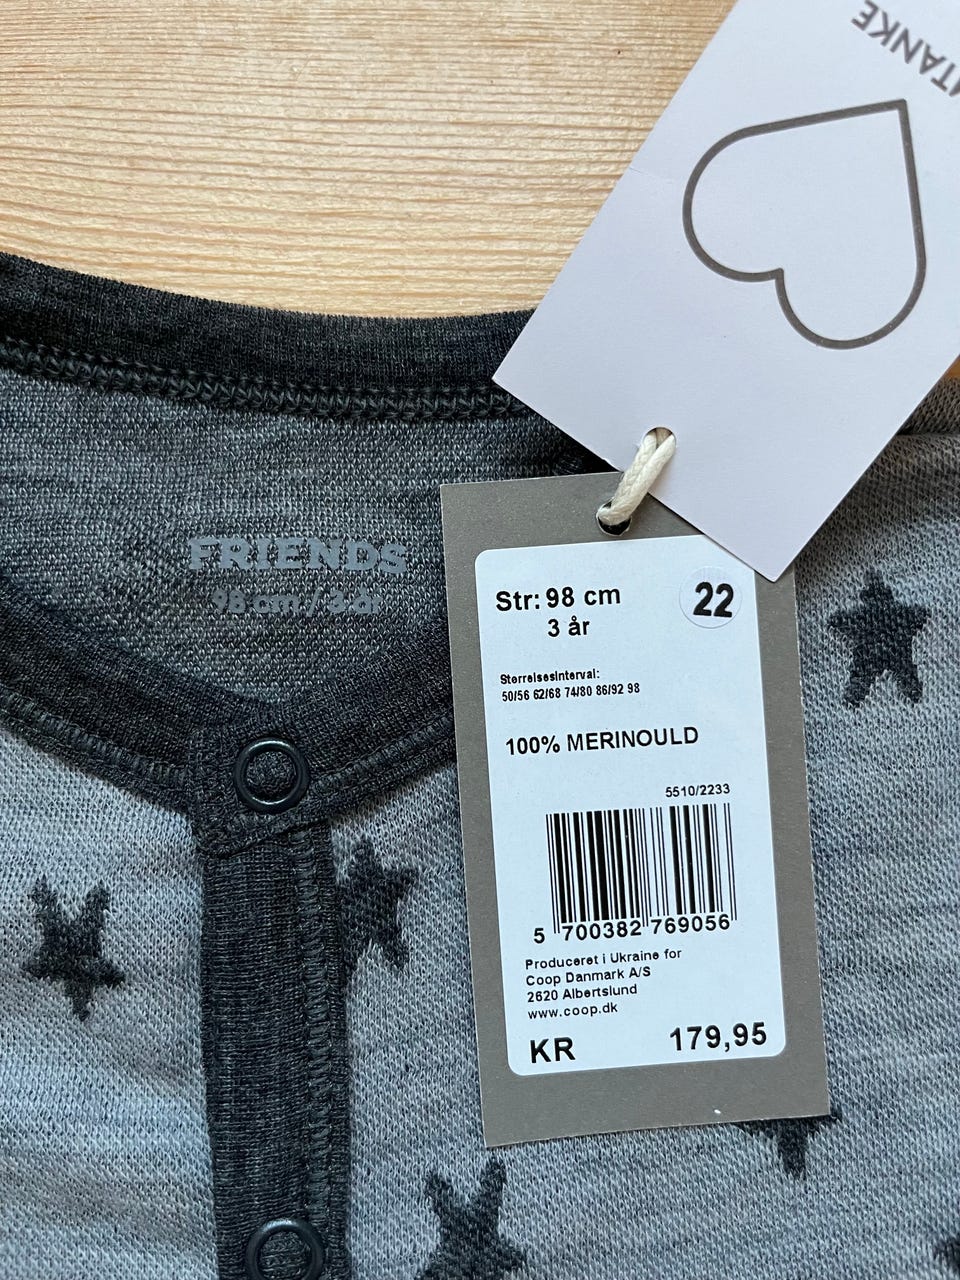 FRIENDS
98 cm / 3 år
Str: 98 cm
3 år
22
Størrelsesinterval:
50/56 62/68 74/80 86/92 98
100% MERINOULD
5510/2233
5 700382 769056
Produceret i Ukraine for
Coop Danmark A/S
2620 Albertslund
www.coop.dk
KR 179,95